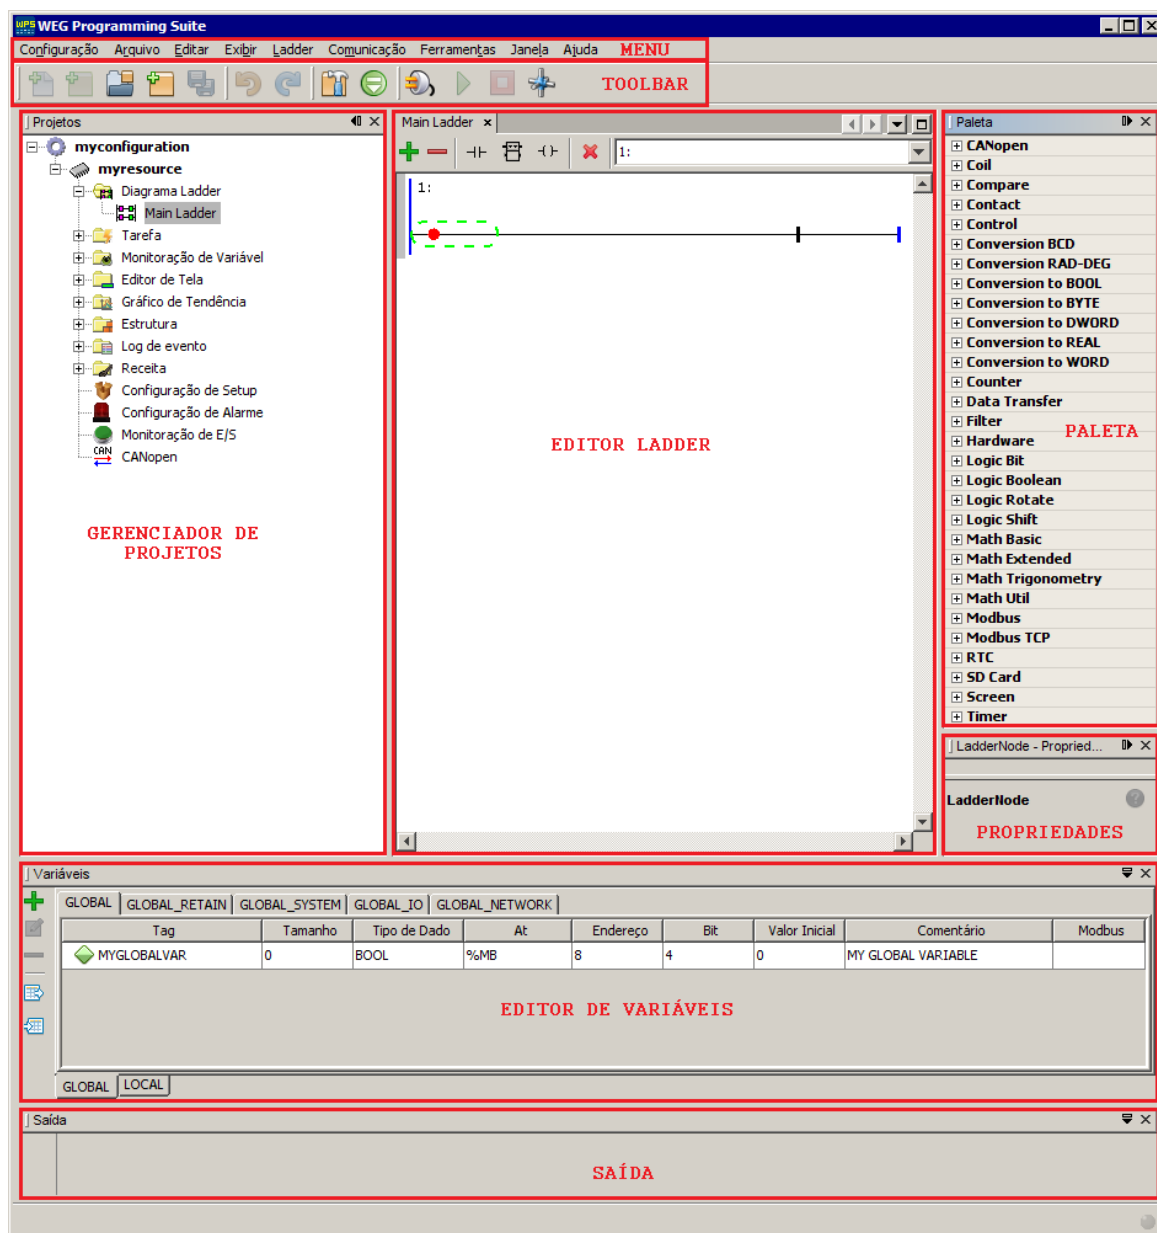 WPS WEG Programming Suite
Configuração Arquivo Editar Exibir Ladder Comunicação Ferramentas Janela Ajuda MENU
TOOLBAR
Projetos
myconfiguration
myresource
Diagrama Ladder
Main Ladder
Tarefa
Monitoração de Variável
Editor de Tela
Gráfico de Tendência
Estrutura
Log de evento
Receita
Configuração de Setup
Configuração de Alarme
Monitoração de E/S
CAN CANopen
GERENCIADOR DE
PROJETOS
Main Ladder
1:
1:
EDITOR LADDER
Paleta
CANopen
Coil
Compare
Contact
Control
Conversion BCD
Conversion RAD-DEG
Conversion to BOOL
Conversion to BYTE
Conversion to DWORD
Conversion to REAL
Conversion to WORD
Counter
Data Transfer
Filter
Hardware
Logic Bit
Logic Boolean
Logic Rotate
Logic Shift
Math Basic
Math Extended
Math Trigonometry
Math Util
Modbus
Modbus TCP
RTC
SD Card
Screen
Timer
PALETA
LadderNode - Propried...
LadderNode
PROPRIEDADES
Variáveis
GLOBAL GLOBAL_RETAIN GLOBAL_SYSTEM GLOBAL_IO GLOBAL_NETWORK
Tag Tamanho Tipo de Dado At Endereço Bit Valor Inicial Comentário Modbus
MYGLOBALVAR 0 BOOL %MB 8 4 0 MY GLOBAL VARIABLE
EDITOR DE VARIÁVEIS
GLOBAL LOCAL
Saída
SAÍDA